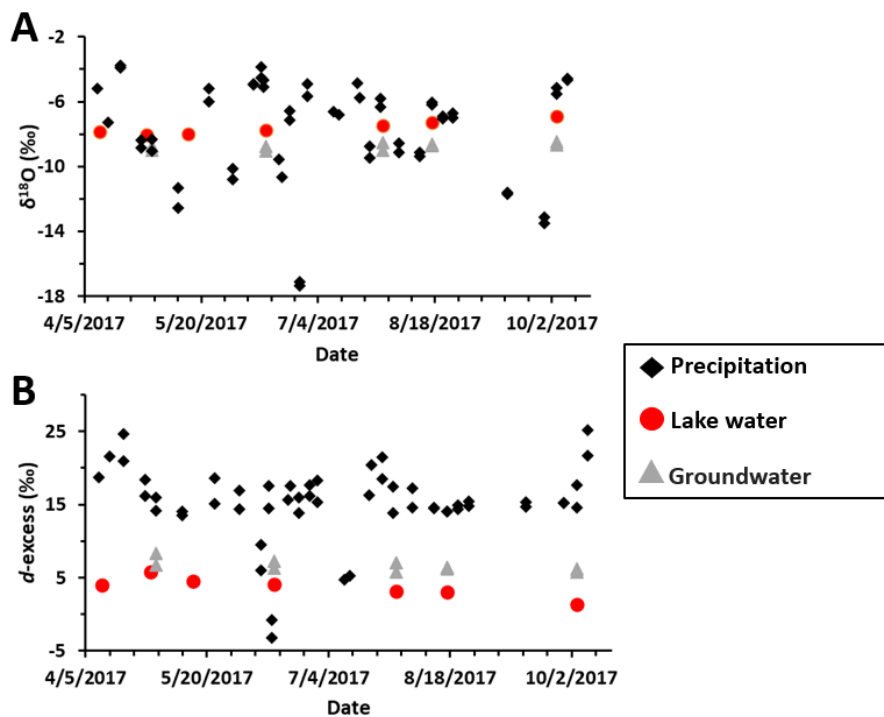 A
δ¹⁸O (‰)
-2
-6
-10
-14
-18
4/5/2017 5/20/2017 7/4/2017 8/18/2017 10/2/2017
Date
Precipitation
Lake water
Groundwater
B
d-excess (‰)
25
15
5
-5
4/5/2017 5/20/2017 7/4/2017 8/18/2017 10/2/2017
Date